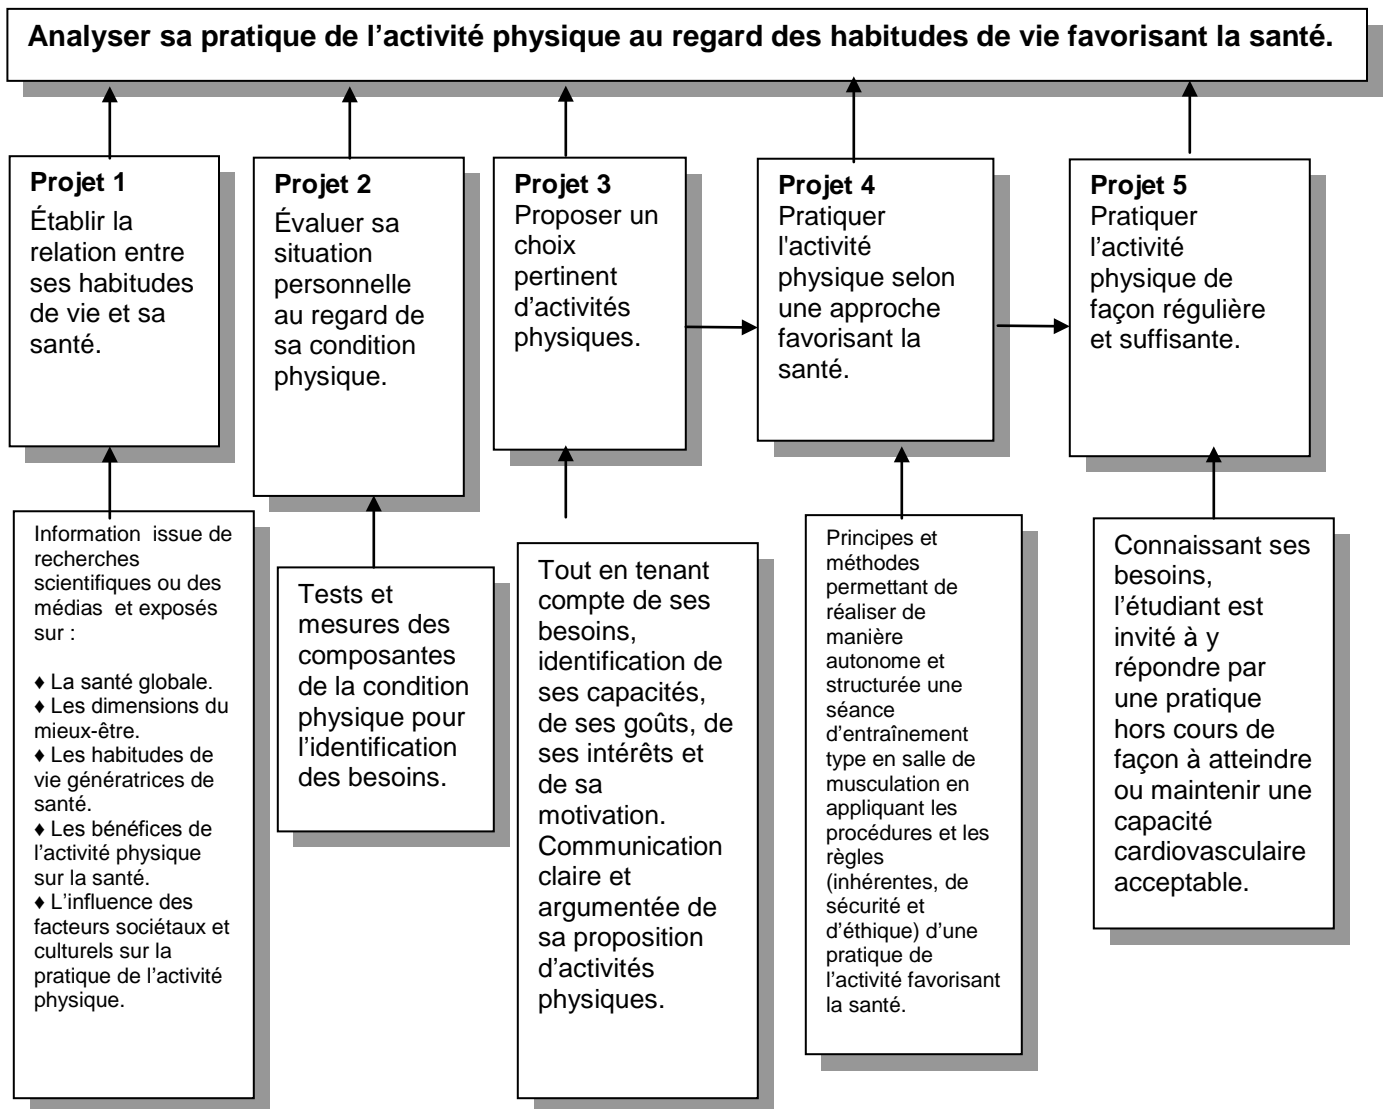 Analyser sa pratique de l’activité physique au regard des habitudes de vie favorisant la santé.
Projet 1
Établir la
relation entre
ses habitudes
de vie et sa
santé.
Projet 2
Évaluer sa
situation
personnelle
au regard de
sa condition
physique.
Projet 3
Proposer un
choix
pertinent
d’activités
physiques.
Projet 4
Pratiquer
l'activité
physique selon
une approche
favorisant la
santé.
Projet 5
Pratiquer
l’activité
physique de
façon régulière
et suffisante.
Information  issue de
recherches
scientifiques ou des
médias  et exposés
sur :
♦ La santé globale.
♦ Les dimensions du
mieux-être.
♦ Les habitudes de
vie génératrices de
santé.
♦ Les bénéfices de
l’activité physique
sur la santé.
♦ L’influence des
facteurs sociétaux et
culturels sur la
pratique de l’activité
physique.
Tests et
mesures des
composantes
de la condition
physique pour
l’identification
des besoins.
Tout en tenant
compte de ses
besoins,
identification de
ses capacités,
de ses goûts, de
ses intérêts et
de sa
motivation.
Communication
claire et
argumentée de
sa proposition
d’activités
physiques.
Principes et
méthodes
permettant de
réaliser de
manière
autonome et
structurée une
séance
d’entraînement
type en salle de
musculation en
appliquant les
procédures et les
règles
(inhérentes, de
sécurité et
d’éthique) d’une
pratique de
l’activité favorisant
la santé.
Connaissant ses
besoins,
l’étudiant est
invité à y
répondre par
une pratique
hors cours de
façon à atteindre
ou maintenir une
capacité
cardiovasculaire
acceptable.